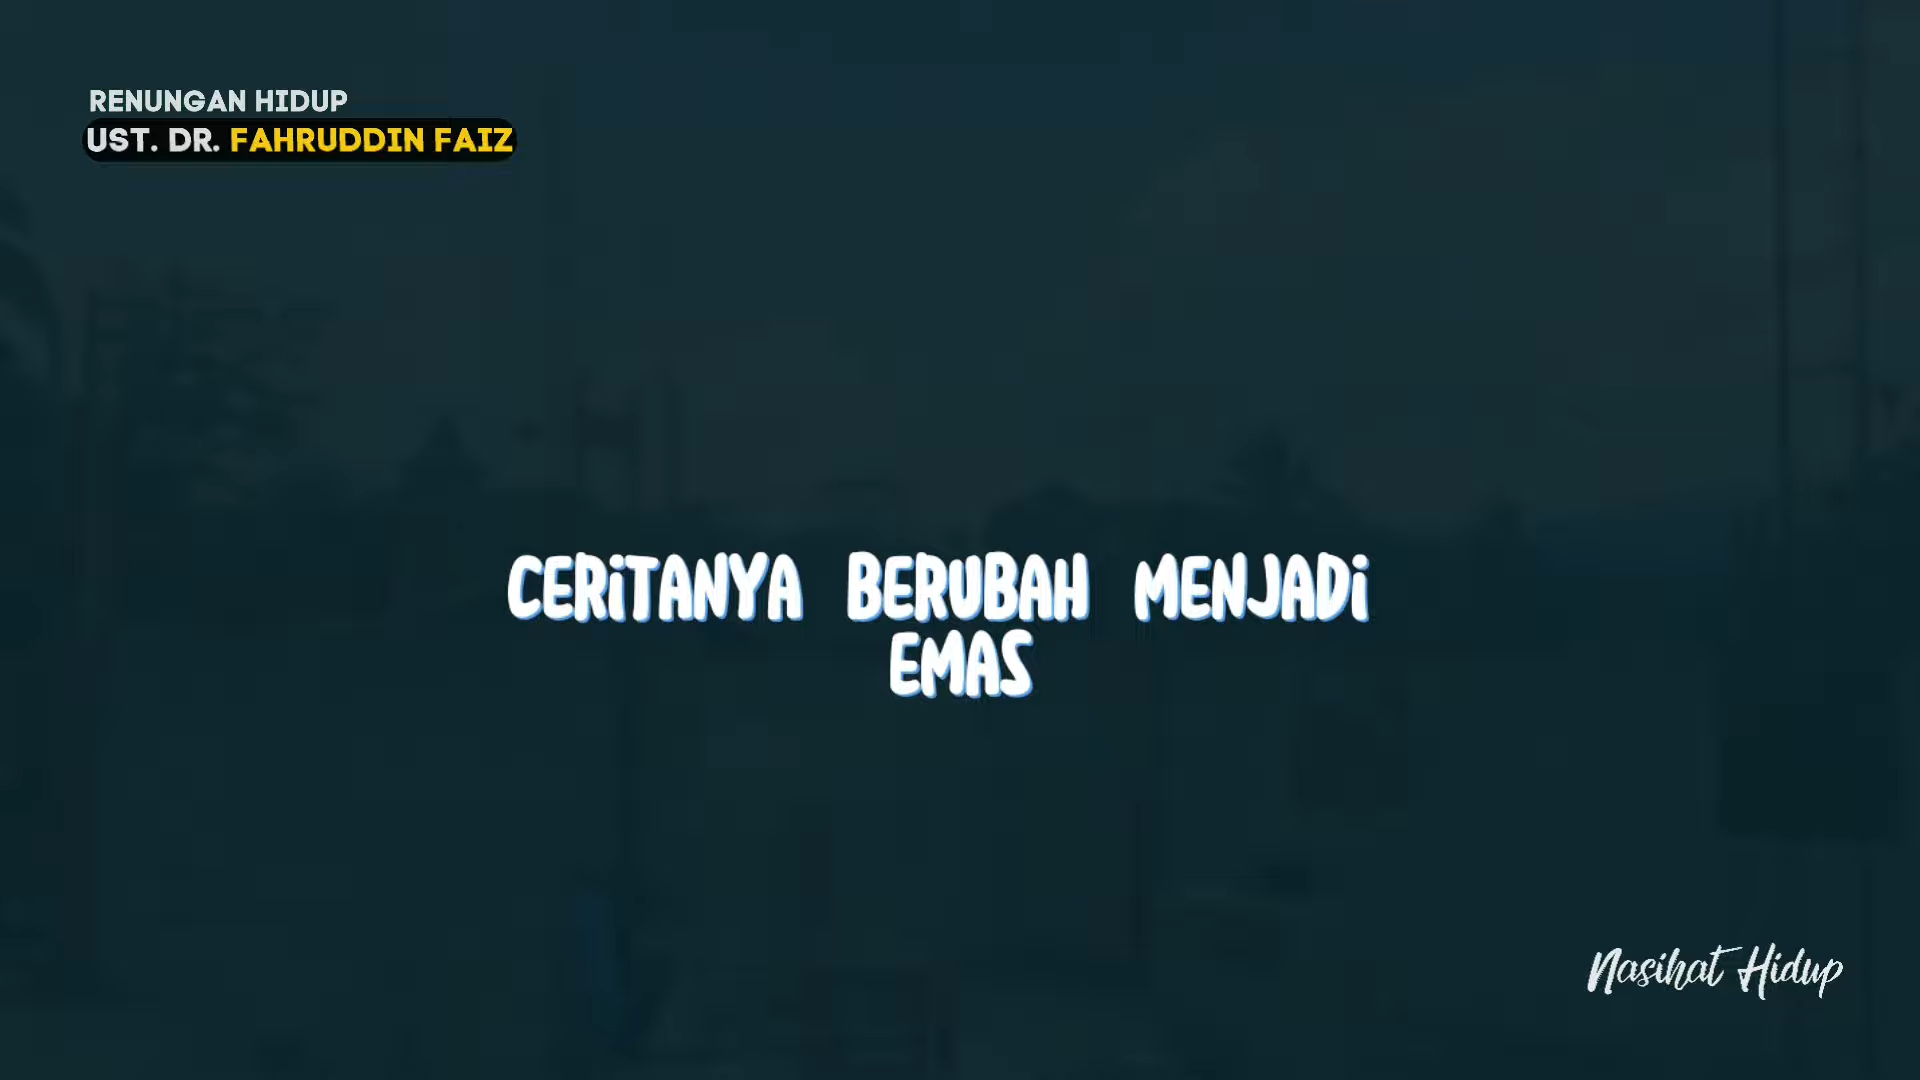 RENUNGAN HIDUP
UST. DR. FAHRUDDIN FAIZ
CERITANYA BERUBAH MENJADI
EMAS
Nasihat Hidup